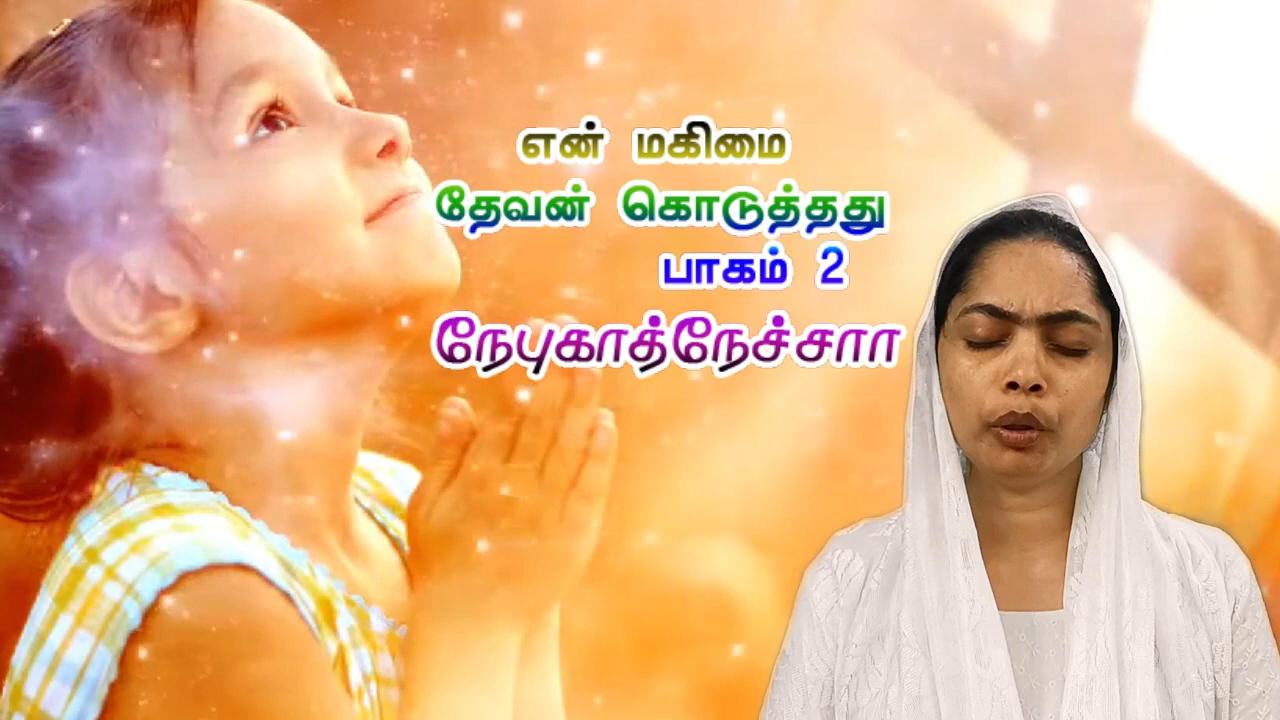 என் மகிமை
தேவன் கொடுத்தது
பாகம் 2
நேபுகாத்நேச்சாா